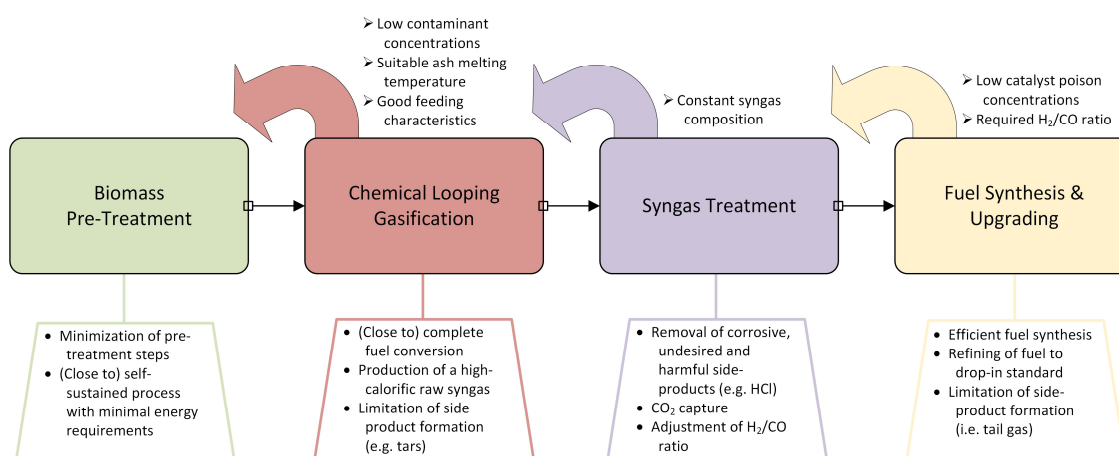 ➢ Low contaminant
concentrations
➢ Suitable ash melting
temperature
➢ Good feeding
characteristics
➢ Constant syngas
composition
➢ Low catalyst poison
concentrations
➢ Required H₂/CO ratio
Biomass
Pre-Treatment
Chemical Looping
Gasification
Syngas Treatment
Fuel Synthesis &
Upgrading
• Minimization of pre-
treatment steps
• (Close to) self-
sustained process
with minimal energy
requirements
• (Close to) complete
fuel conversion
• Production of a high-
calorific raw syngas
• Limitation of side
product formation
(e.g. tars)
• Removal of corrosive,
undesired and
harmful side-
products (e.g. HCl)
• CO₂ capture
• Adjustment of H₂/CO
ratio
• Efficient fuel synthesis
• Refining of fuel to
drop-in standard
• Limitation of side-
product formation
(i.e. tail gas)